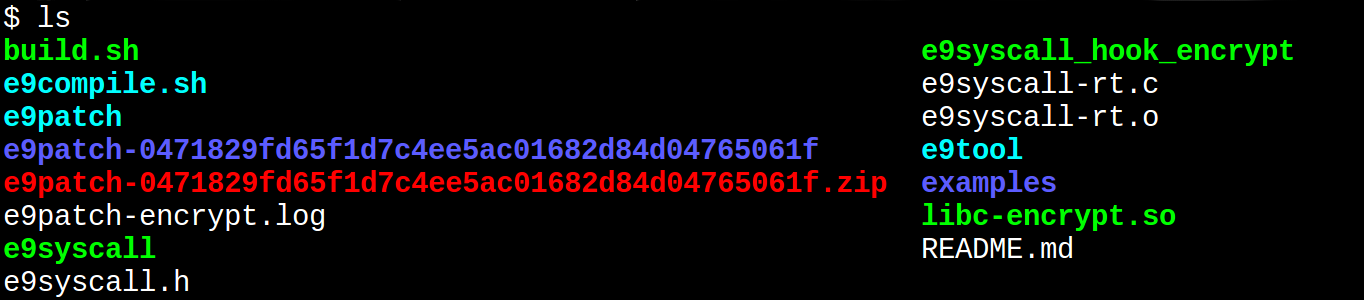 $ ls
build.sh e9syscall_hook_encrypt
e9compile.sh e9syscall-rt.c
e9patch e9syscall-rt.o
e9patch-0471829fd65f1d7c4ee5ac01682d84d04765061f e9tool
e9patch-0471829fd65f1d7c4ee5ac01682d84d04765061f.zip examples
e9patch-encrypt.log libc-encrypt.so
e9syscall README.md
e9syscall.h